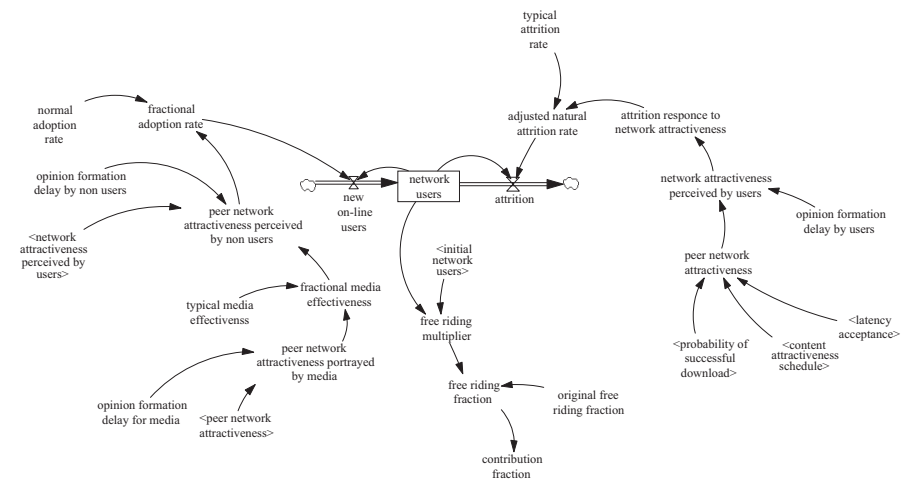 typical
attrition
rate
normal
adoption
rate
fractional
adoption rate
adjusted natural
attrition rate
attrition responce to
network attractiveness
opinion formation
delay by non users
network
users
new
on-line
users
attrition
network attractiveness
perceived by users
peer network
attractiveness perceived
by non users
opinion formation
delay by users
<network
attractiveness
perceived by
users>
<initial
network
users>
peer network
attractiveness
typical media
effectivenss
fractional media
effectiveness
free riding
multiplier
<latency
acceptance>
<probability of
successful
download>
<content
attractiveness
schedule>
peer network
attractiveness portrayed
by media
free riding
fraction
original free
riding fraction
opinion formation
delay for media
<peer network
attractiveness>
contribution
fraction